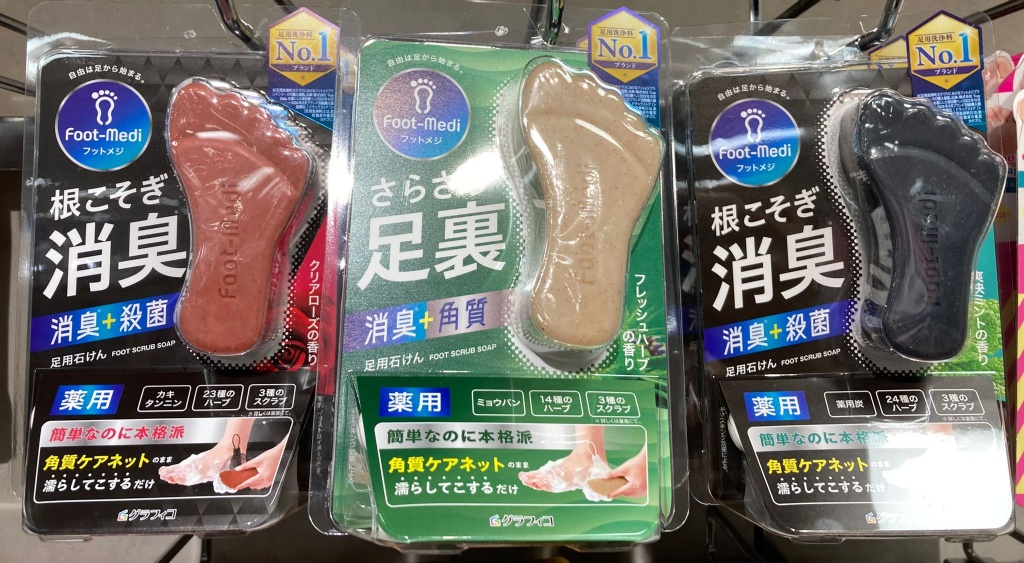 足用洗浄料
No.1
ブランド
自由は足から始まる。
Foot-Medi
フットメジ
根こそぎ
消臭
消臭+殺菌
足用石けん FOOT SCRUB SOAP
Foot-Medi
クリアローズの香り
薬用
カキタンニン
23種のハーブ
3種のスクラブ
簡単なのに本格派
角質ケアネットのまま
濡らしてこするだけ
グラフィコ
足用洗浄料
No.1
ブランド
自由は足から始まる。
Foot-Medi
フットメジ
さらさ
足裏
消臭+角質
足用石けん FOOT SCRUB SOAP
フレッシュハーブの香り
薬用
ミョウバン
14種のハーブ
3種のスクラブ
簡単なのに本格派
角質ケアネットのまま
濡らしてこするだけ
グラフィコ
足用洗浄料
No.1
ブランド
自由は足から始まる。
Foot-Medi
フットメジ
根こそぎ
消臭
消臭+殺菌
足用石けん FOOT SCRUB SOAP
Foot-Medi
ミントの香り
薬用
薬用炭
24種のハーブ
3種のスクラブ
簡単なのに本格派
角質ケアネットのまま
濡らしてこするだけ
グラフィコ